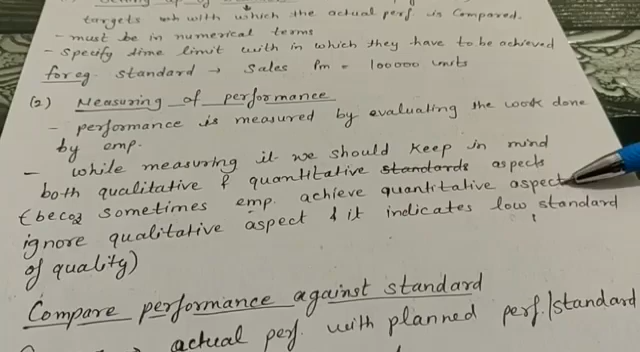 Setting up of
targets with which the actual perf is Compared.
- must be in numerical terms
- Specify time limit with in which they have to be achieved
for eg. standard → Sales Pm = 100000 units
(2) Measuring of performance
- performance is measured by evaluating the work done
by emp.
- while measuring it we should keep in mind
both qualitative & quantitative standards aspects
(becoz sometimes emp. achieve quantitative aspect
ignore qualitative aspect & it indicates low standard
of quality)
Compare performance against standard
actual perf. with planned perf./standard